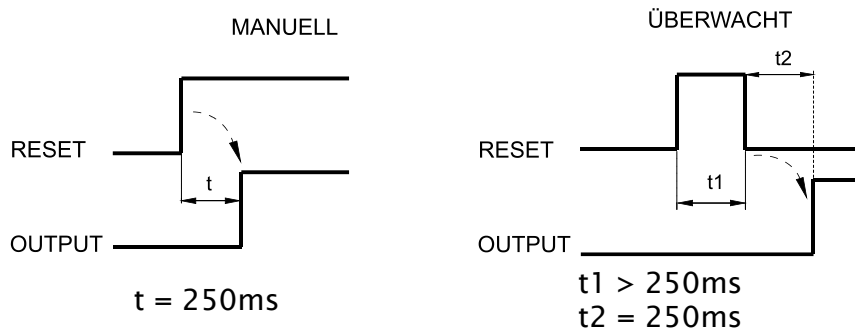 MANUELL
RESET
t
OUTPUT
t = 250ms
ÜBERWACHT
t2
RESET
t1
OUTPUT
t1 > 250ms
t2 = 250ms